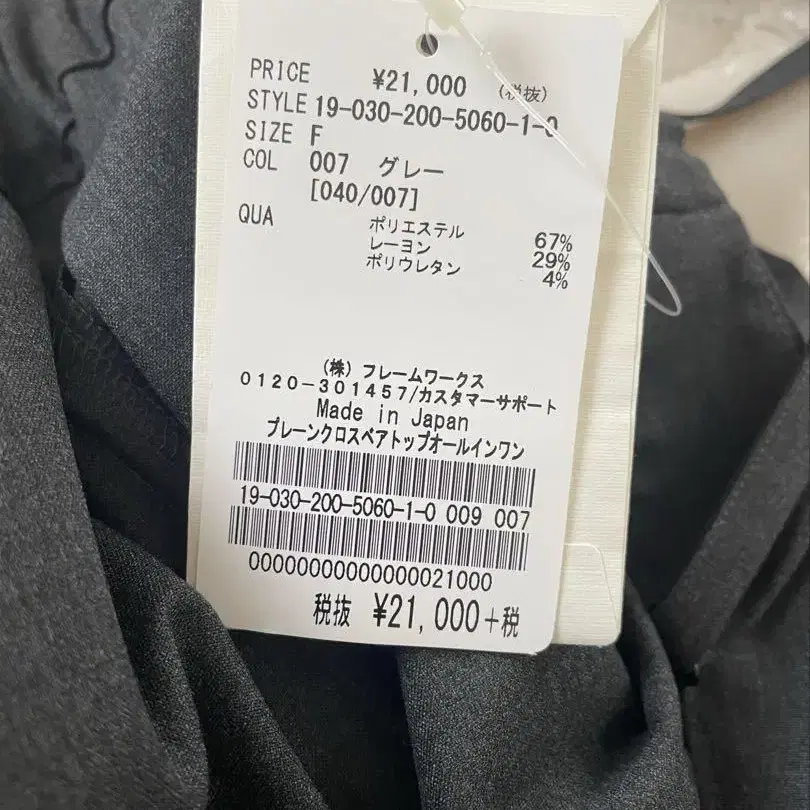 PRICE ¥21,000 (税抜)
STYLE 19-030-200-5060-1-0
SIZE F
COL 007 グレー
[040/007]
QUA ポリエステル 67%
レーヨン 29%
ポリウレタン 4%
(株) フレームワークス
0120-301457/カスタマーサポート
Made in Japan
プレーンクロスベアトップオールインワン
19-030-200-5060-1-0 009 007
00000000000000021000
税抜 ¥21,000+税